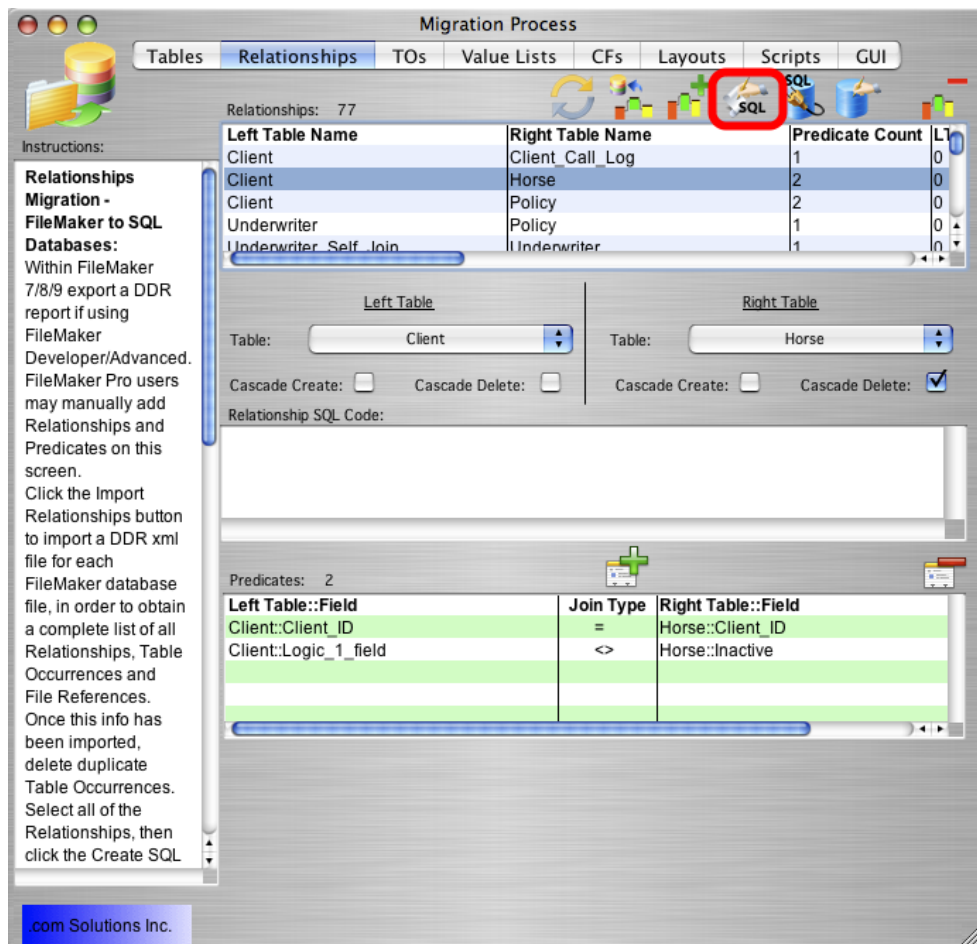 Migration Process
Tables Relationships TOs Value Lists CFs Layouts Scripts GUI
Relationships: 77
SQL
SQL
Instructions:
Relationships
Migration -
FileMaker to SQL
Databases:
Within FileMaker
7/8/9 export a DDR
report if using
FileMaker
Developer/Advanced.
FileMaker Pro users
may manually add
Relationships and
Predicates on this
screen.
Click the Import
Relationships button
to import a DDR xml
file for each
FileMaker database
file, in order to obtain
a complete list of all
Relationships, Table
Occurrences and
File References.
Once this info has
been imported,
delete duplicate
Table Occurrences.
Select all of the
Relationships, then
click the Create SQL
.com Solutions Inc.
Left Table Name Right Table Name Predicate Count LT
Client Client_Call_Log 1 0
Client Horse 2 0
Client Policy 2 0
Underwriter Policy 1 0
Underwriter_Self_Join Underwriter 1 0
Left Table Right Table
Table: Client Table: Horse
Cascade Create: Cascade Delete: Cascade Create: Cascade Delete:
Relationship SQL Code:
Predicates: 2
Left Table::Field Join Type Right Table::Field
Client::Client_ID = Horse::Client_ID
Client::Logic_1_field <> Horse::Inactive